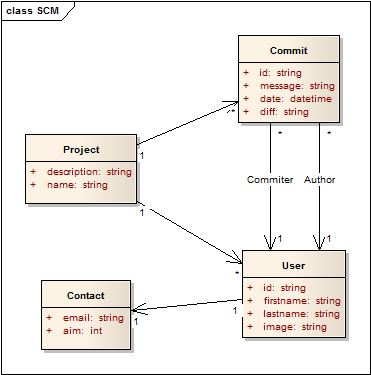 class SCM
Commit
+ id: string
+ message: string
+ date: datetime
+ diff: string
*
1
*
*
Project
+ description: string
+ name: string
Commiter
Author
1
1
1
*
User
+ id: string
+ firstname: string
+ lastname: string
+ image: string
Contact
+ email: string
+ aim: int
1
1